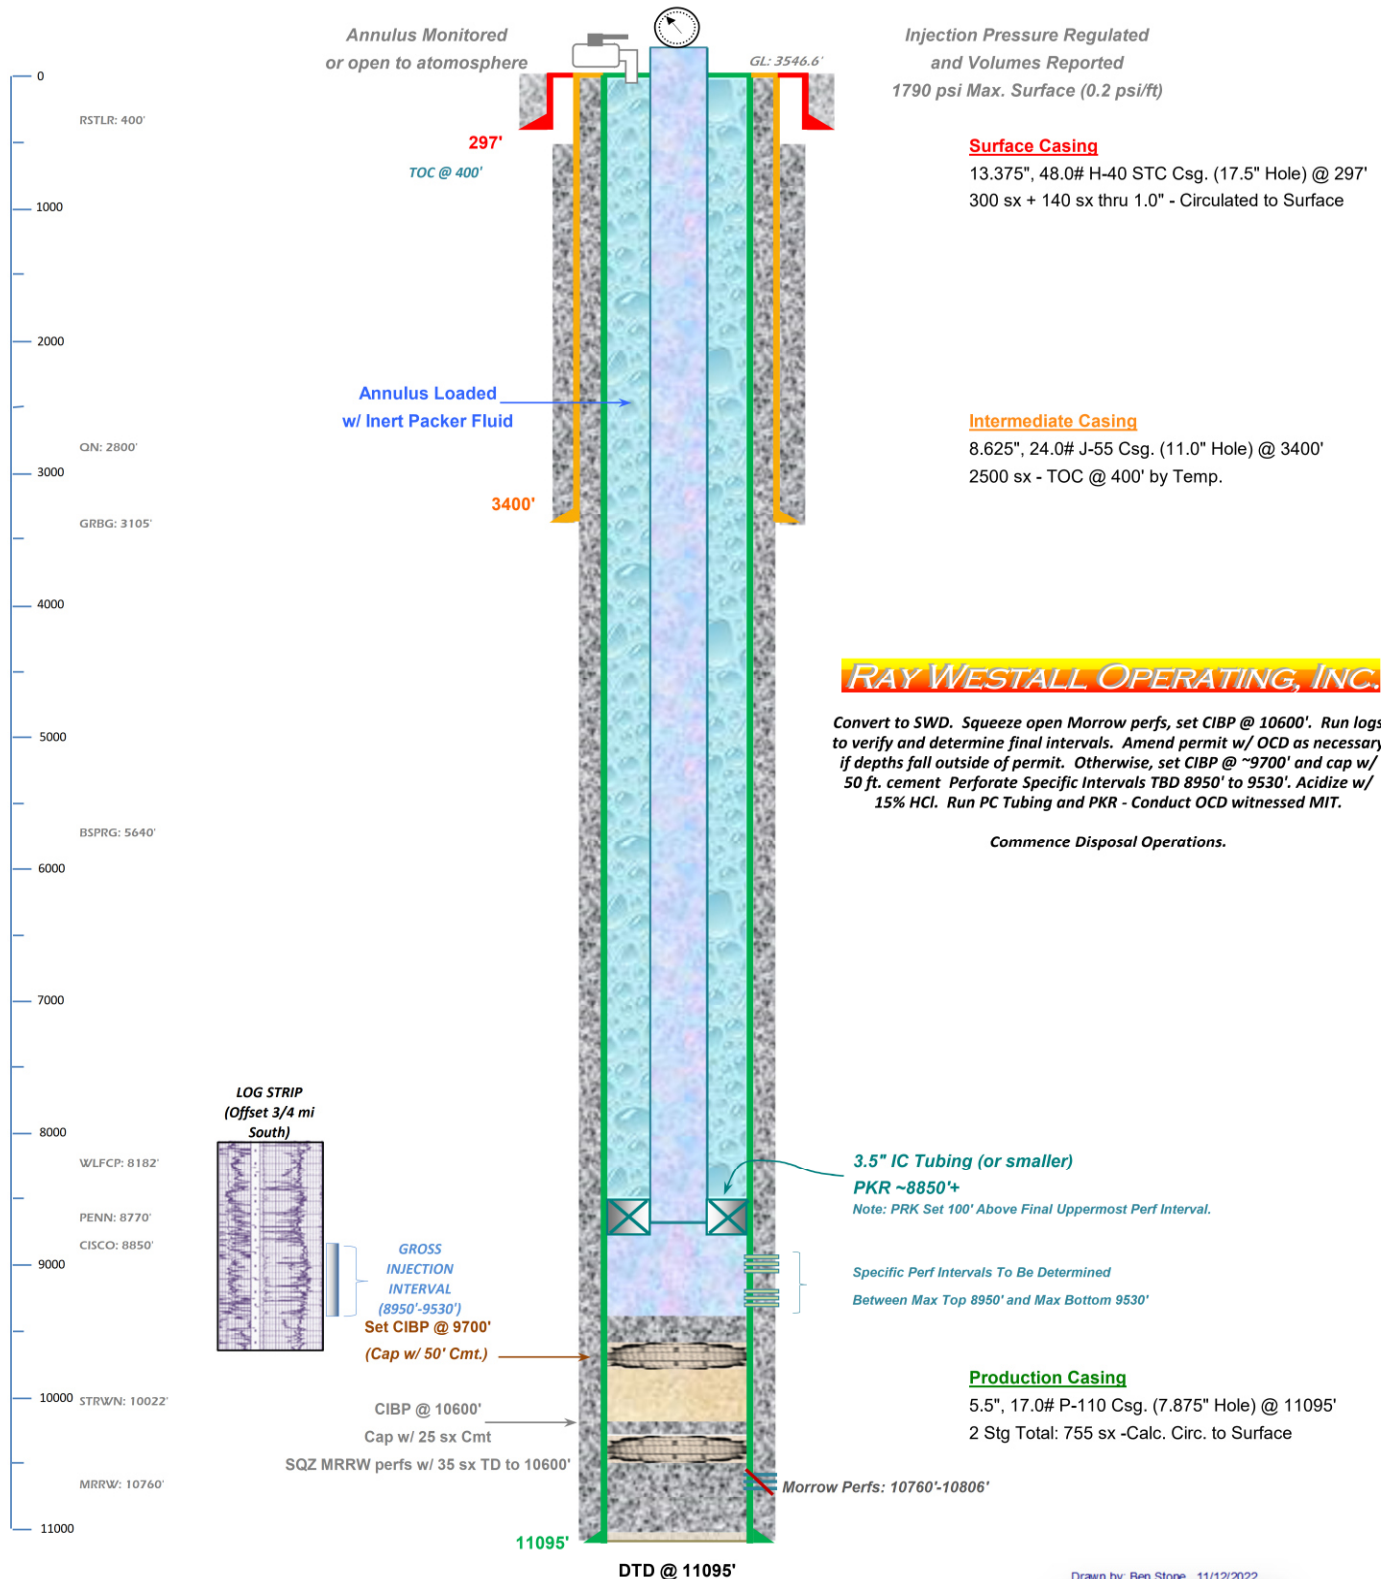 Annulus Monitored
or open to atomosphere
GL: 3546.6'
Injection Pressure Regulated
and Volumes Reported
1790 psi Max. Surface (0.2 psi/ft)
0
RSTLR: 400'
297'
TOC @ 400'
Surface Casing
13.375", 48.0# H-40 STC Csg. (17.5" Hole) @ 297'
300 sx + 140 sx thru 1.0" - Circulated to Surface
1000
2000
Annulus Loaded
w/ Inert Packer Fluid
Intermediate Casing
8.625", 24.0# J-55 Csg. (11.0" Hole) @ 3400'
2500 sx - TOC @ 400' by Temp.
QN: 2800'
3000
3400'
GRBG: 3105'
4000
RAY WESTALL OPERATING, INC.
Convert to SWD. Squeeze open Morrow perfs, set CIBP @ 10600'. Run logs
to verify and determine final intervals. Amend permit w/ OCD as necessary
if depths fall outside of permit. Otherwise, set CIBP @ ~9700' and cap w/
50 ft. cement Perforate Specific Intervals TBD 8950' to 9530'. Acidize w/
15% HCl. Run PC Tubing and PKR - Conduct OCD witnessed MIT.
Commence Disposal Operations.
5000
BSPRG: 5640'
6000
7000
LOG STRIP
(Offset 3/4 mi
South)
8000
WLFCP: 8182'
3.5" IC Tubing (or smaller)
PKR ~8850'+
Note: PRK Set 100' Above Final Uppermost Perf Interval.
PENN: 8770'
CISCO: 8850'
9000
GROSS
INJECTION
INTERVAL
(8950'-9530')
Specific Perf Intervals To Be Determined
Between Max Top 8950' and Max Bottom 9530'
Set CIBP @ 9700'
(Cap w/ 50' Cmt.)
Production Casing
5.5", 17.0# P-110 Csg. (7.875" Hole) @ 11095'
2 Stg Total: 755 sx -Calc. Circ. to Surface
10000
STRWN: 10022'
CIBP @ 10600'
Cap w/ 25 sx Cmt
SQZ MRRW perfs w/ 35 sx TD to 10600'
MRRW: 10760'
Morrow Perfs: 10760'-10806'
11000
11095'
DTD @ 11095'
Drawn by: Ben Stone 11/12/2022